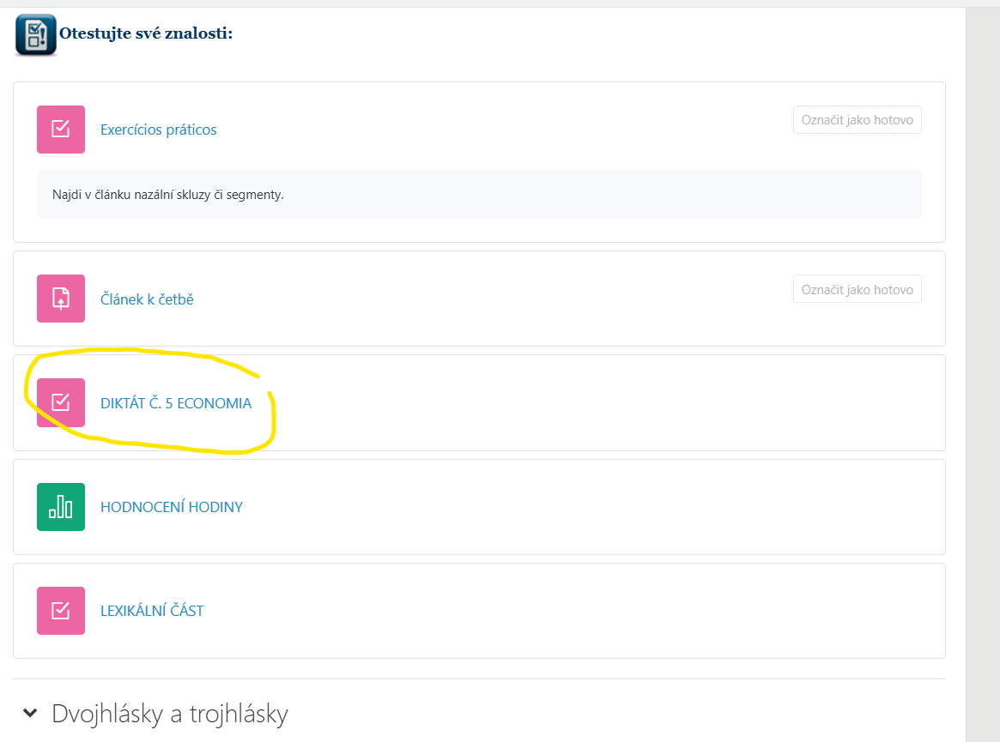 Otestujte své znalosti:
Exercícios práticos
Označit jako hotovo
Najdi v článku nazální skluzy či segmenty.
Článek k četbě
Označit jako hotovo
DIKTÁT Č. 5 ECONOMIA
HODNOCENÍ HODINY
LEXIKÁLNÍ ČÁST
Dvojhlásky a trojhlásky